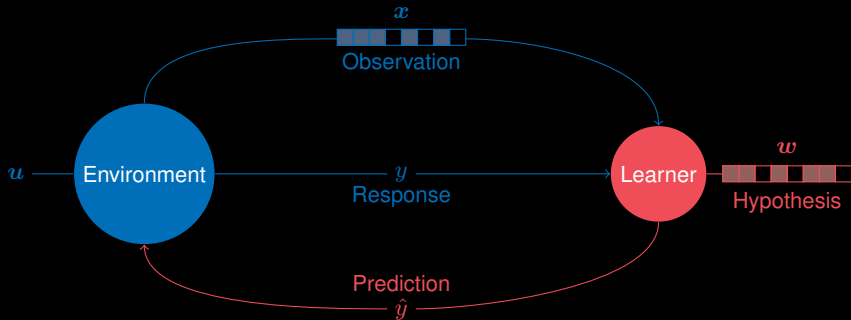 x
Observation
u
Environment
y
Response
Learner
w
Hypothesis
Prediction
ŷ